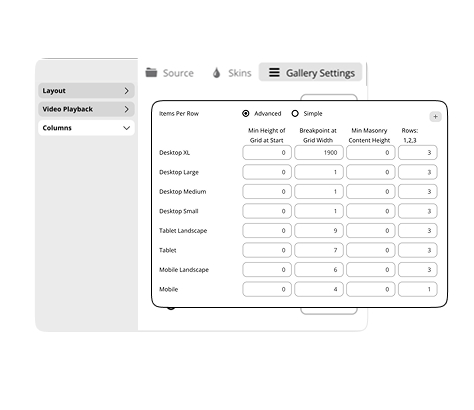 Source Skins Gallery Settings
Layout
Video Playback
Columns
Items Per Row Advanced Simple +
Min Height of Grid at Start Breakpoint at Grid Width Min Masonry Content Height Rows: 1,2,3
Desktop XL 0 1900 0 3
Desktop Large 0 1 0 3
Desktop Medium 0 1 0 3
Desktop Small 0 1 0 3
Tablet Landscape 0 9 0 3
Tablet 0 7 0 3
Mobile Landscape 0 6 0 3
Mobile 0 4 0 1